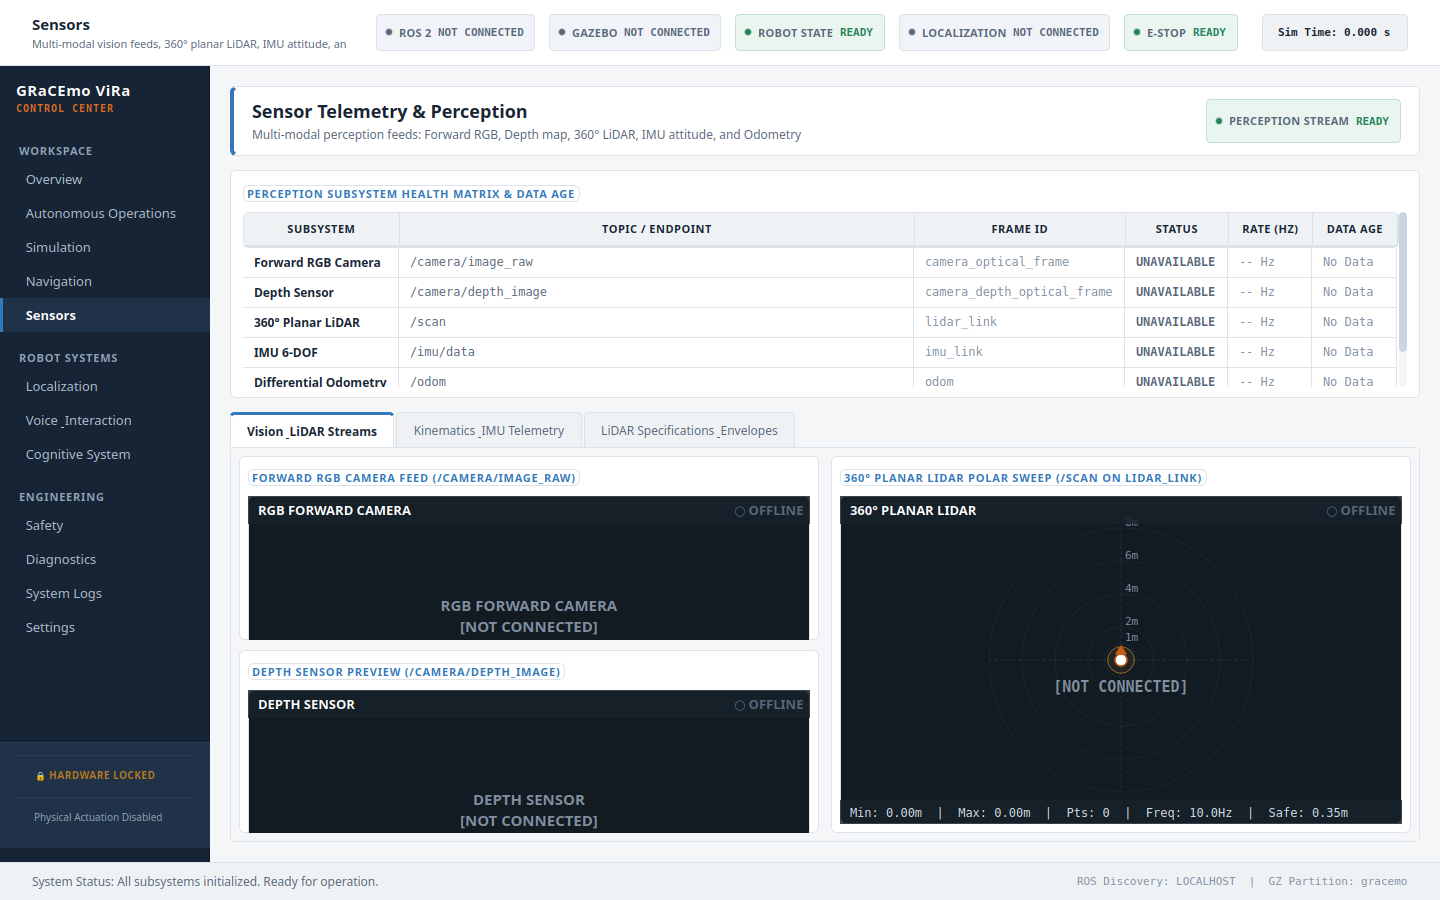 Sensors
Multi-modal vision feeds, 360° planar LiDAR, IMU attitude, an
ROS 2 NOT CONNECTED
GAZEBO NOT CONNECTED
ROBOT STATE READY
LOCALIZATION NOT CONNECTED
E-STOP READY
Sim Time: 0.000 s
GRaCEmo ViRa
CONTROL CENTER
WORKSPACE
Overview
Autonomous Operations
Simulation
Navigation
Sensors
ROBOT SYSTEMS
Localization
Voice _Interaction
Cognitive System
ENGINEERING
Safety
Diagnostics
System Logs
Settings
HARDWARE LOCKED
Physical Actuation Disabled
Sensor Telemetry & Perception
Multi-modal perception feeds: Forward RGB, Depth map, 360° LiDAR, IMU attitude, and Odometry
PERCEPTION STREAM READY
PERCEPTION SUBSYSTEM HEALTH MATRIX & DATA AGE
SUBSYSTEM TOPIC / ENDPOINT FRAME ID STATUS RATE (HZ) DATA AGE
Forward RGB Camera /camera/image_raw camera_optical_frame UNAVAILABLE -- Hz No Data
Depth Sensor /camera/depth_image camera_depth_optical_frame UNAVAILABLE -- Hz No Data
360° Planar LiDAR /scan lidar_link UNAVAILABLE -- Hz No Data
IMU 6-DOF /imu/data imu_link UNAVAILABLE -- Hz No Data
Differential Odometry /odom odom UNAVAILABLE -- Hz No Data
Vision _LiDAR Streams
Kinematics _IMU Telemetry
LiDAR Specifications _Envelopes
FORWARD RGB CAMERA FEED (/CAMERA/IMAGE_RAW)
RGB FORWARD CAMERA
○ OFFLINE
RGB FORWARD CAMERA
[NOT CONNECTED]
DEPTH SENSOR PREVIEW (/CAMERA/DEPTH_IMAGE)
DEPTH SENSOR
○ OFFLINE
DEPTH SENSOR
[NOT CONNECTED]
360° PLANAR LIDAR POLAR SWEEP (/SCAN ON LIDAR_LINK)
360° PLANAR LIDAR
○ OFFLINE
8m
6m
4m
2m
1m
[NOT CONNECTED]
Min: 0.00m | Max: 0.00m | Pts: 0 | Freq: 10.0Hz | Safe: 0.35m
System Status: All subsystems initialized. Ready for operation.
ROS Discovery: LOCALHOST | GZ Partition: gracemo